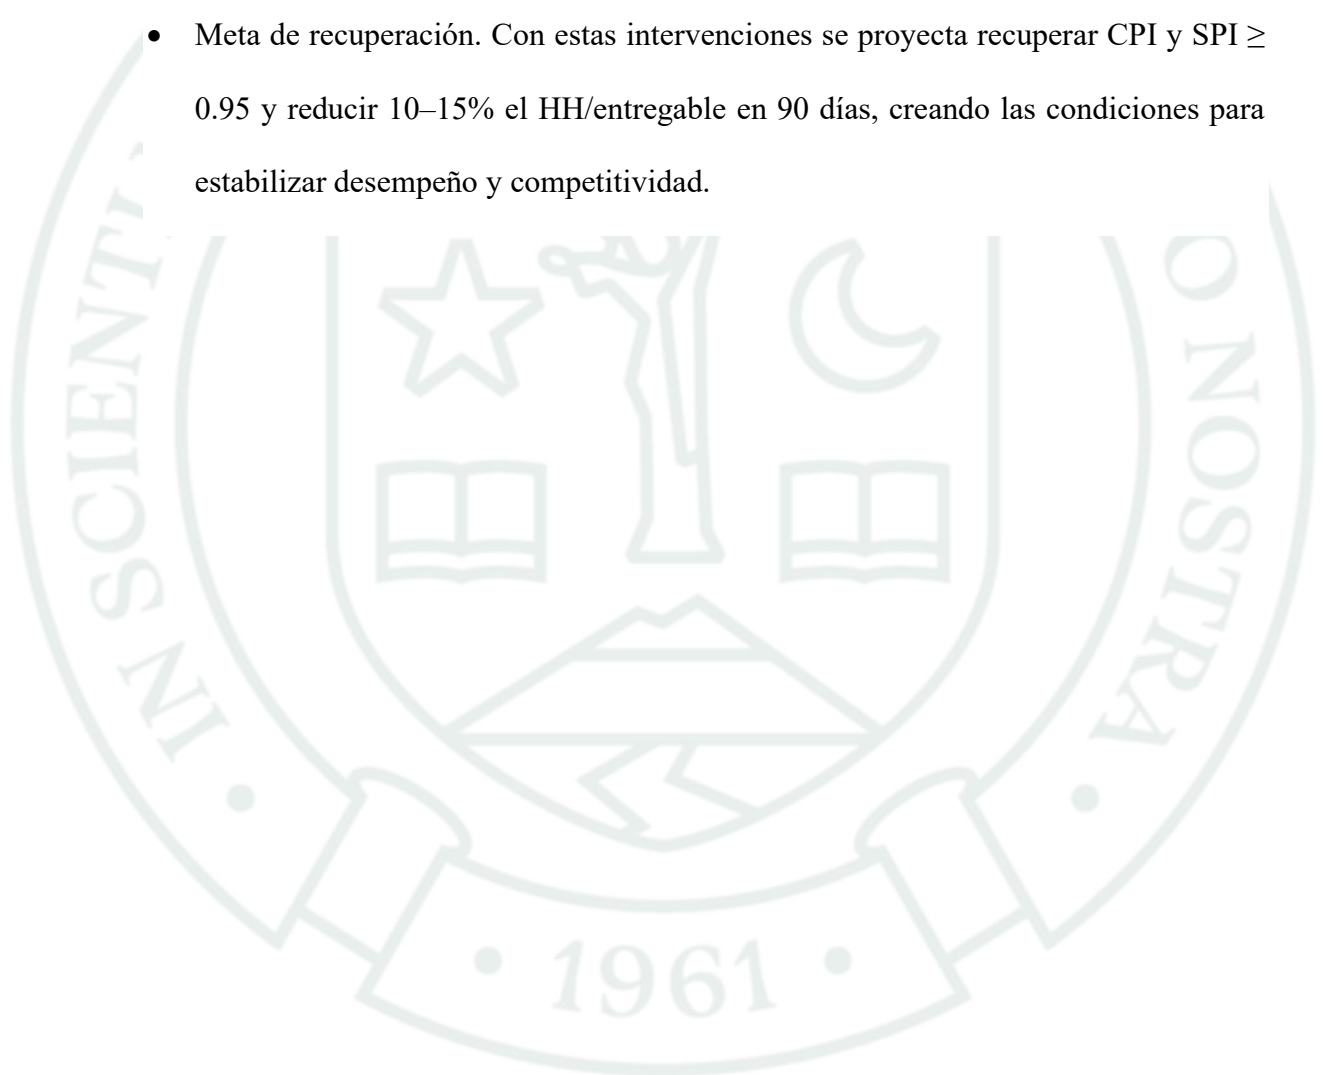 • Meta de recuperación. Con estas intervenciones se proyecta recuperar CPI y SPI ≥
0.95 y reducir 10–15% el HH/entregable en 90 días, creando las condiciones para
estabilizar desempeño y competitividad.
IN SCIENTI
O NOSTRA
• 1961 •